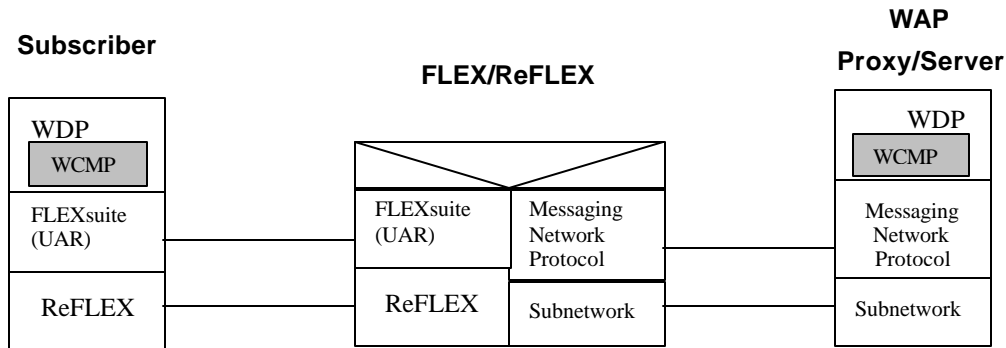 Subscriber
FLEX/ReFLEX
WAP
Proxy/Server
WDP
WCMP
FLEXsuite
(UAR)
ReFLEX
FLEXsuite
(UAR)
ReFLEX
Messaging
Network
Protocol
Subnetwork
WDP
WCMP
Messaging
Network
Protocol
Subnetwork